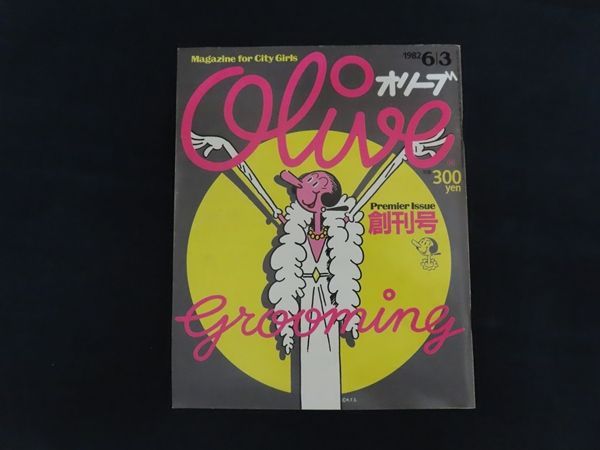 Magazine for City Girls
1982 6/3
Olive
オリーブ
300
yen
Premier Issue
創刊号
Grooming
©K.F.S.